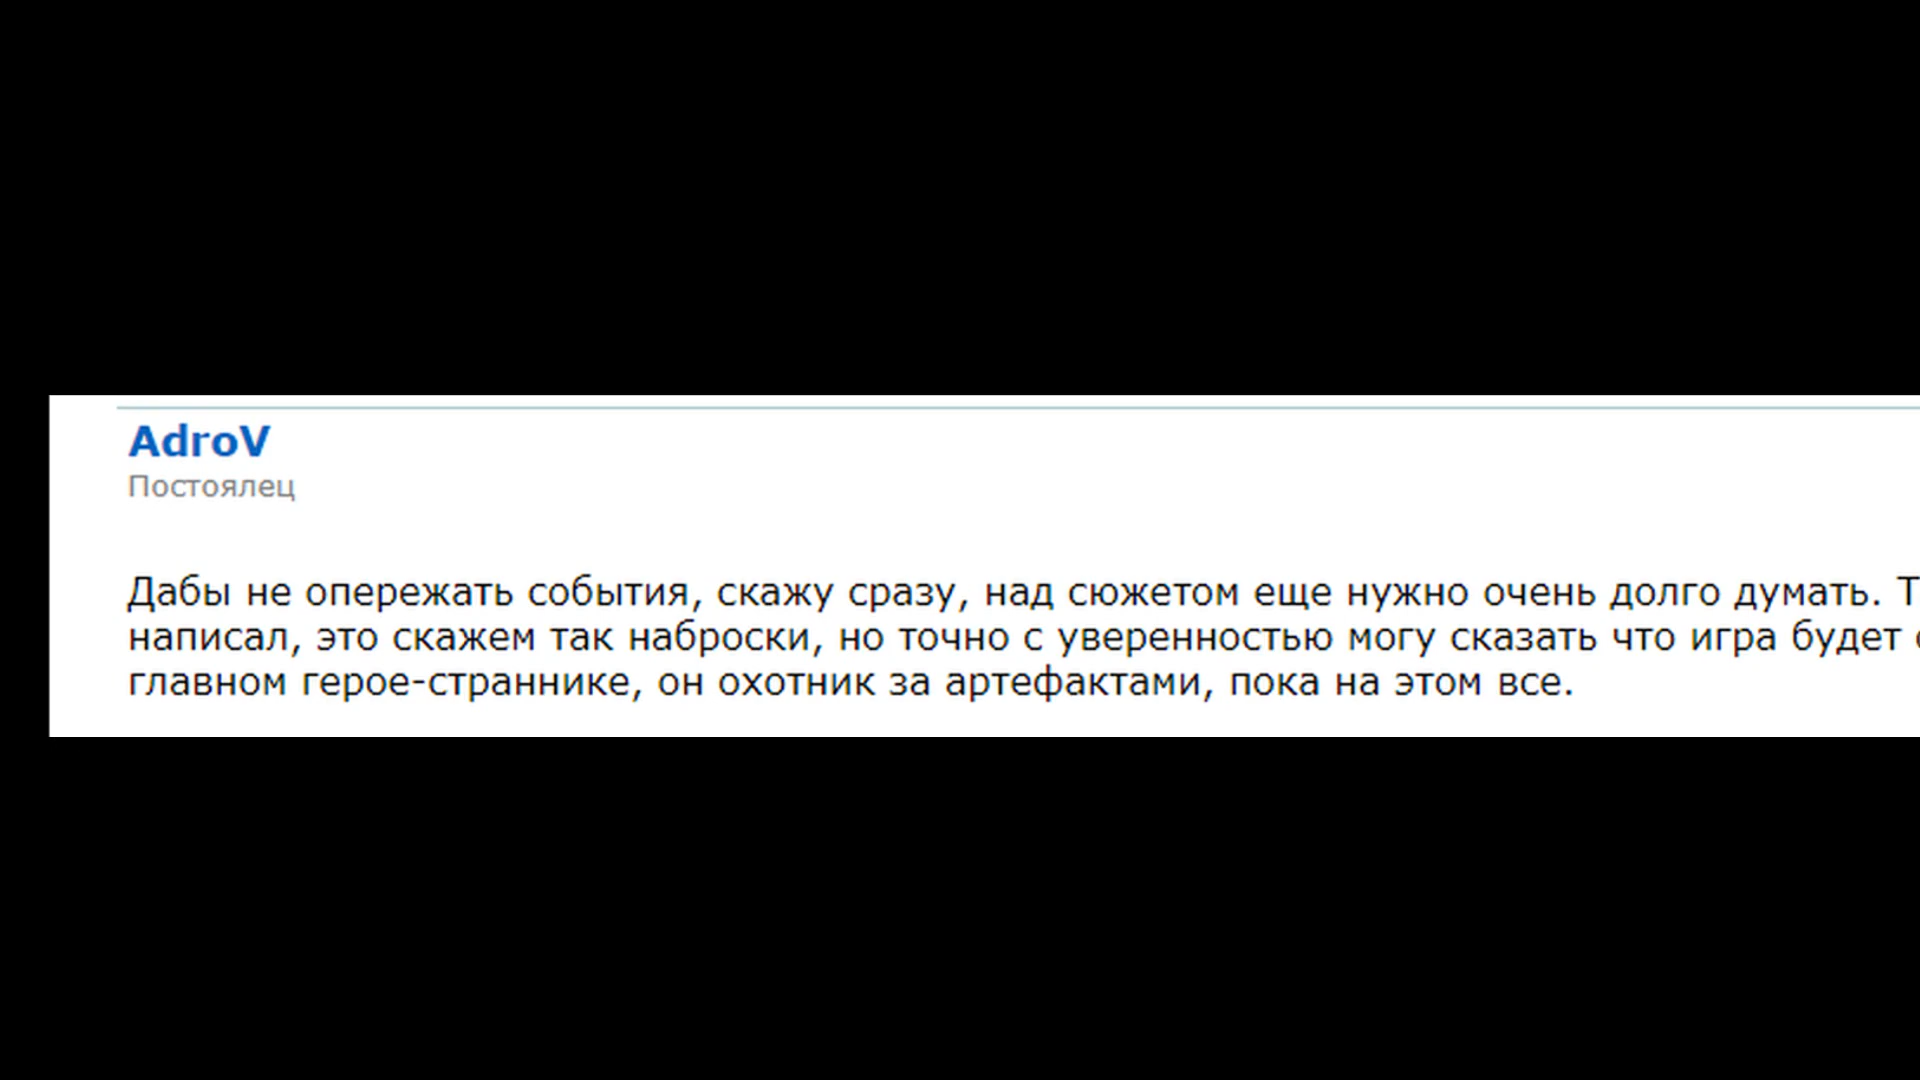 AdroV
Постоялец
Дабы не опережать события, скажу сразу, над сюжетом еще нужно очень долго думать.
написал, это скажем так наброски, но точно с уверенностью могу сказать что игра будет
главном герое-страннике, он охотник за артефактами, пока на этом все.